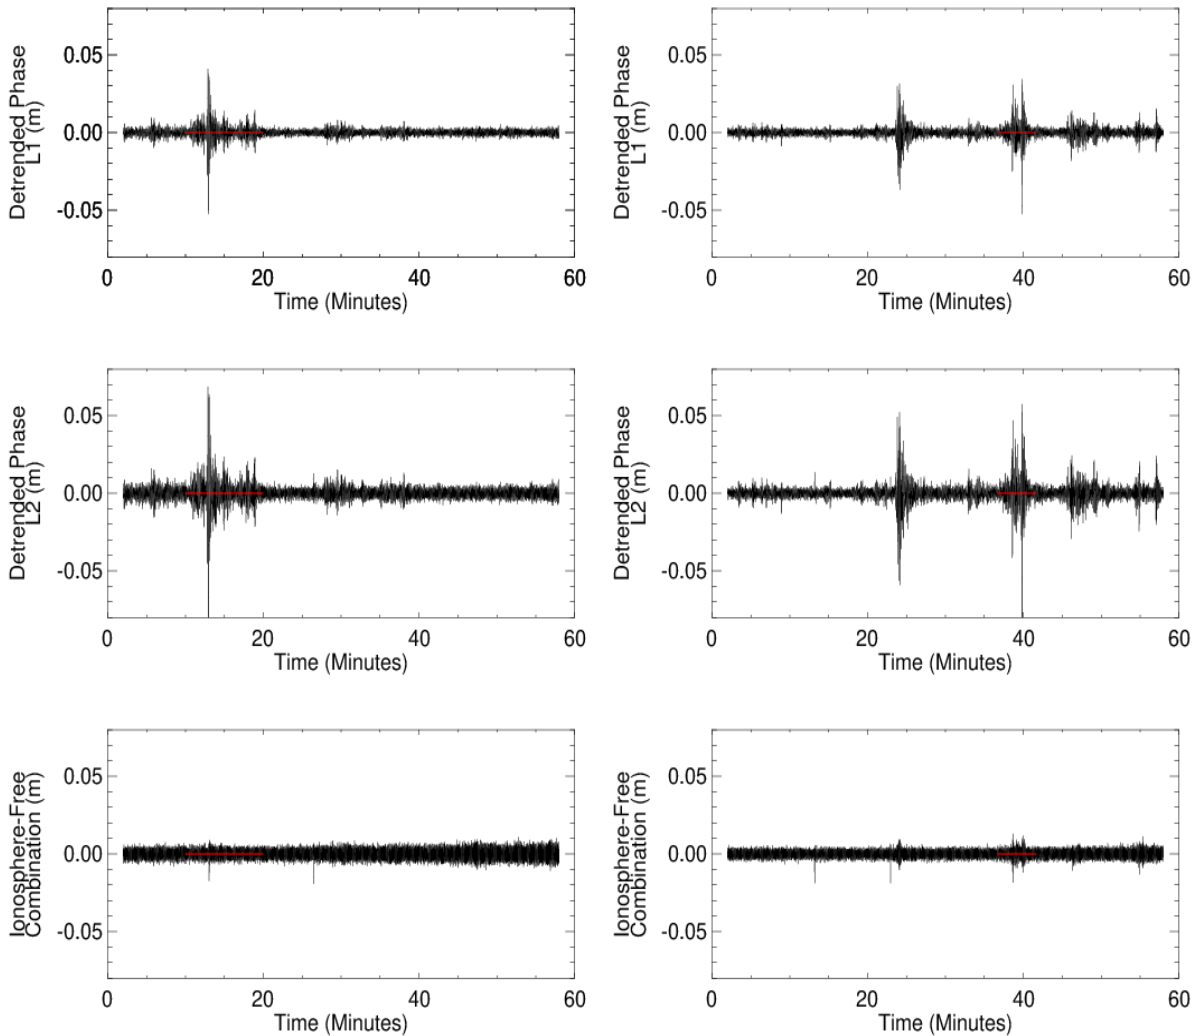 0.05
0.00
-0.05
Detrended Phase
L1 (m)
0 20 40 60
Time (Minutes)
0.05
0.00
-0.05
Detrended Phase
L1 (m)
0 20 40 60
Time (Minutes)
0.05
0.00
-0.05
Detrended Phase
L2 (m)
0 20 40 60
Time (Minutes)
0.05
0.00
-0.05
Detrended Phase
L2 (m)
0 20 40 60
Time (Minutes)
0.05
0.00
-0.05
Ionosphere-Free
Combination (m)
0 20 40 60
Time (Minutes)
0.05
0.00
-0.05
Ionosphere-Free
Combination (m)
0 20 40 60
Time (Minutes)